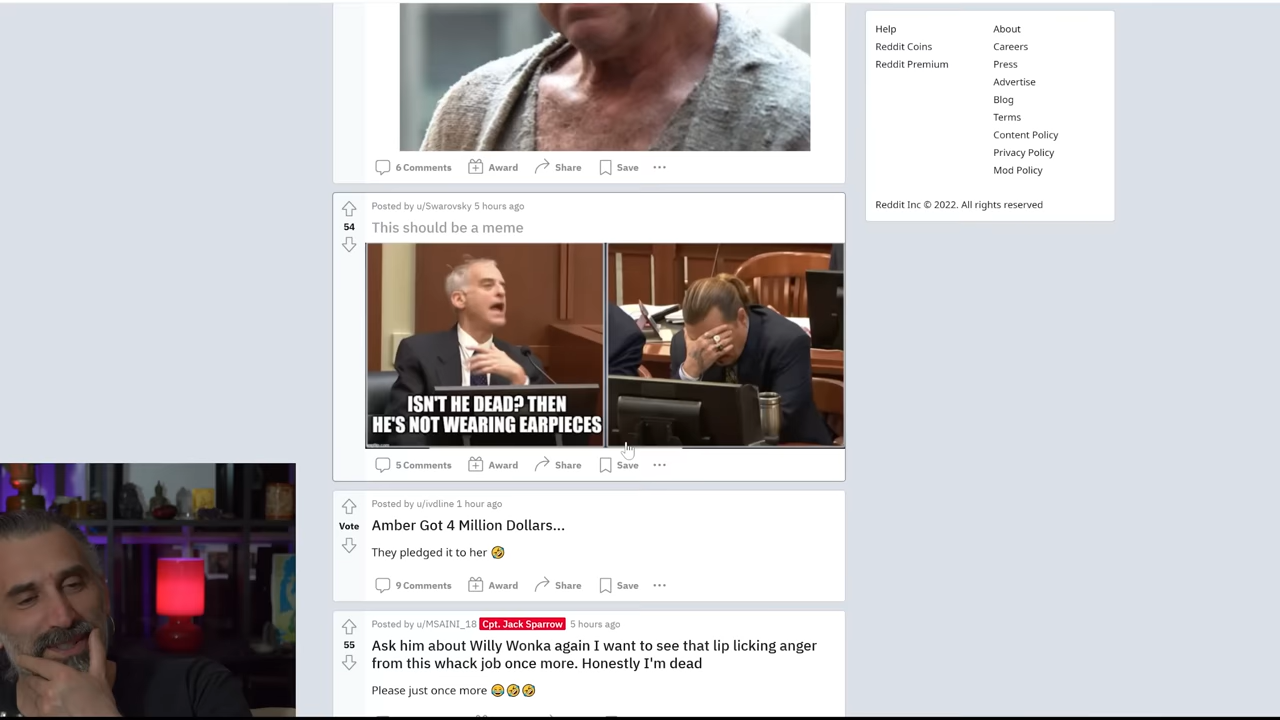 6 Comments Award Share Save
Posted by u/Swarovsky 5 hours ago
54
This should be a meme
ISN'T HE DEAD? THEN
HE'S NOT WEARING EARPIECES
5 Comments Award Share Save
Posted by u/ivdline 1 hour ago
Vote
Amber Got 4 Million Dollars...
They pledged it to her 🤣
9 Comments Award Share Save
Posted by u/MSAINI_18 Cpt. Jack Sparrow 5 hours ago
55
Ask him about Willy Wonka again I want to see that lip licking anger
from this whack job once more. Honestly I'm dead
Please just once more 😂🤣🤣
Help
Reddit Coins
Reddit Premium
About
Careers
Press
Advertise
Blog
Terms
Content Policy
Privacy Policy
Mod Policy
Reddit Inc © 2022. All rights reserved